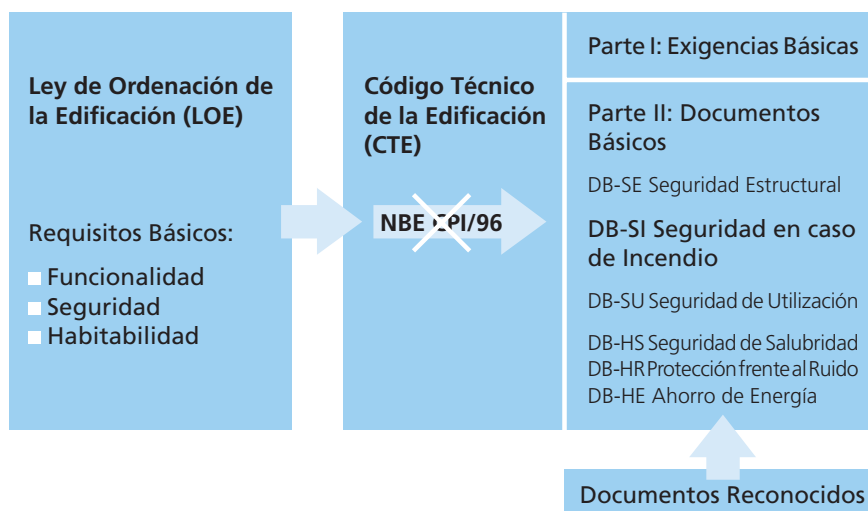 Ley de Ordenación de
la Edificación (LOE)
Requisitos Básicos:
Funcionalidad
Seguridad
Habitabilidad
Código Técnico
de la Edificación
(CTE)
NBE CPI/96
Parte I: Exigencias Básicas
Parte II: Documentos
Básicos
DB-SE Seguridad Estructural
DB-SI Seguridad en caso
de Incendio
DB-SU Seguridad de Utilización
DB-HS Seguridad de Salubridad
DB-HR Protección frente al Ruido
DB-HE Ahorro de Energía
Documentos Reconocidos